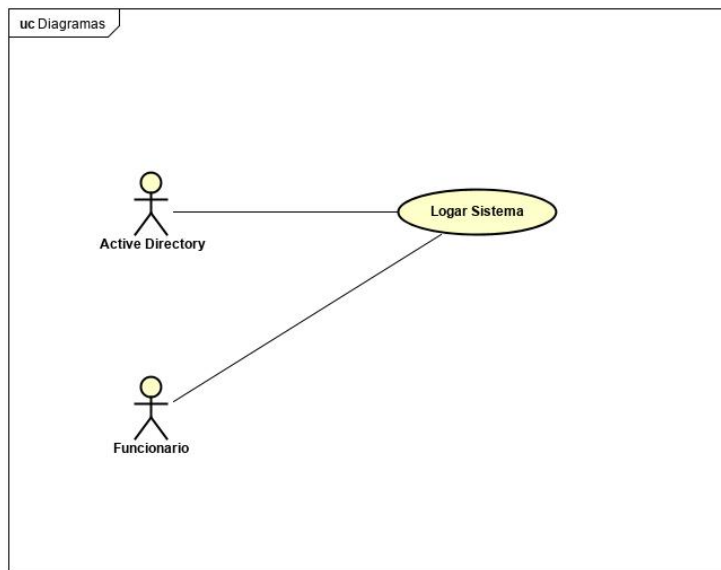 uc Diagramas
Logar Sistema
Active Directory
Funcionario